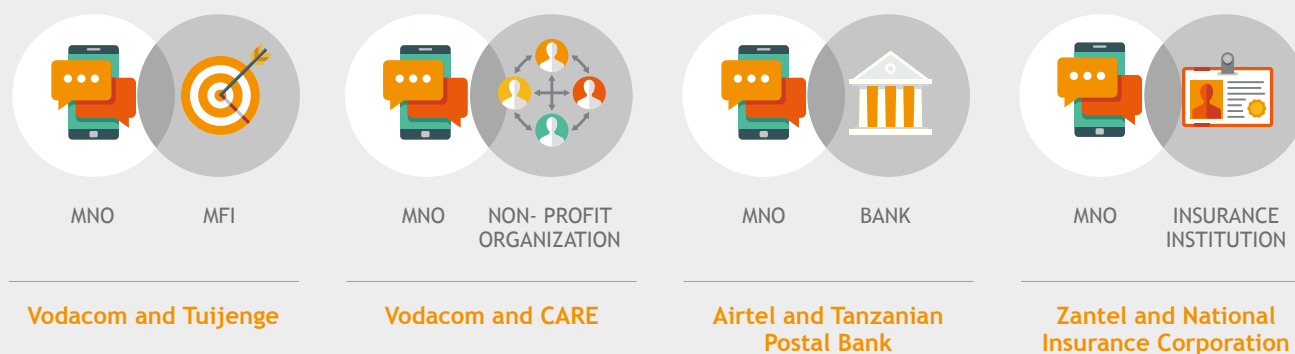 MNO
MFI
Vodacom and Tuijenge
MNO
NON- PROFIT
ORGANIZATION
Vodacom and CARE
MNO
BANK
Airtel and Tanzanian
Postal Bank
MNO
INSURANCE
INSTITUTION
Zantel and National
Insurance Corporation